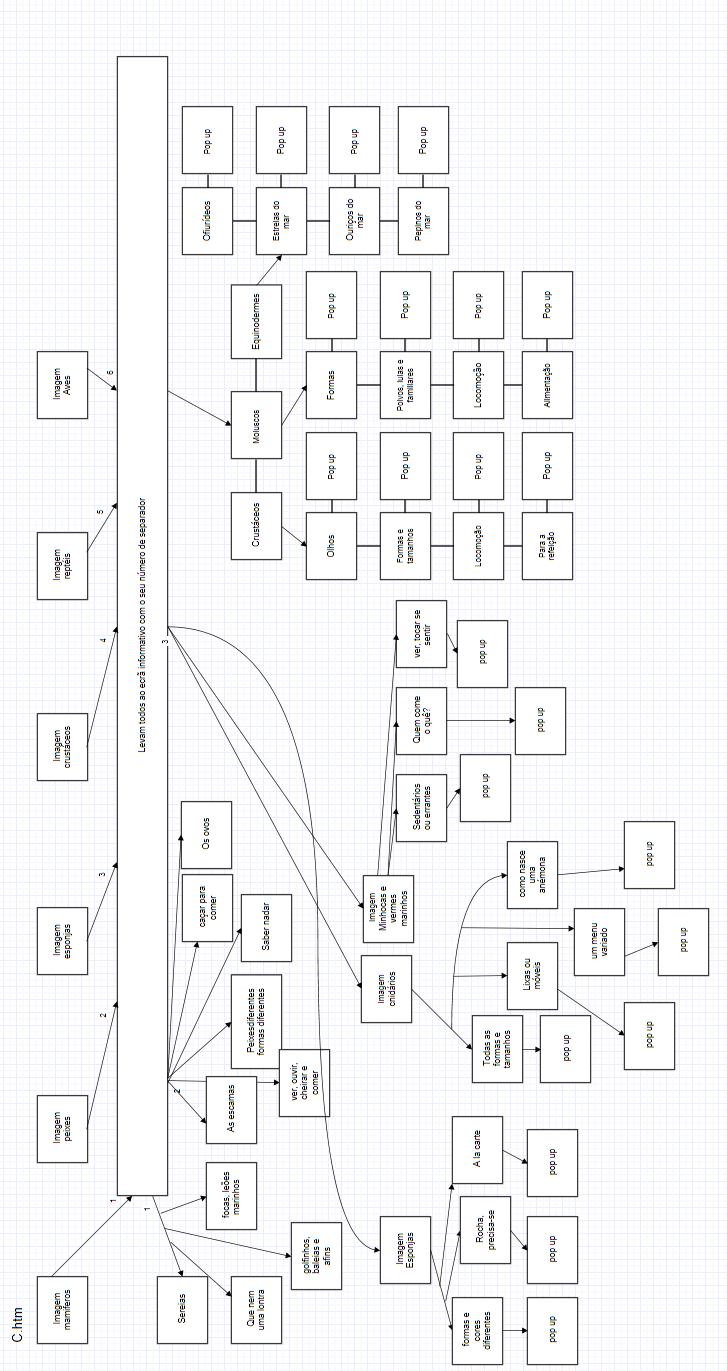 C.htm
Imagem
mamiferos
Imagem
peixes
Imagem
esponjas
Imagem
crustáceos
Imagem
repteis
Imagem
Aves
1
2
3
4
5
6
Levam todos ao ecrã informativo com o seu número de separador
1
2
3
Sereias
Que nem
uma lontra
focas, leões
marinhos
golfinhos,
baleias e
afins
As escamas
ver, ouvir,
cheirar e
comer
Peixesdiferentes
formas diferentes
Saber nadar
caçar para
comer
Os ovos
Crustáceos
Moluscos
Equinodermes
Ofiurídeos
Pop up
Estrelas do
mar
Pop up
Ouriços do
mar
Pop up
Pepinos do
mar
Pop up
Olhos
Pop up
Formas e
tamanhos
Pop up
Locomoção
Pop up
Para a
refeição
Pop up
Formas
Pop up
Polvos, lulas e
familiares
Pop up
Locomoção
Pop up
Alimentação
Pop up
Imagem
Esponjas
formas e
cores
diferentes
pop up
Rocha,
precisa-se
pop up
A la carte
pop up
Imagem
cnidários
Todas as
formas e
tamanhos
pop up
Lixas ou
móveis
pop up
um menu
variado
pop up
como nasce
uma
anémona
pop up
Imagem
Minhocas e
vermes
marinhos
Sedentários
ou errantes
pop up
Quem come
o quê?
pop up
ver, tocar se
sentir
pop up